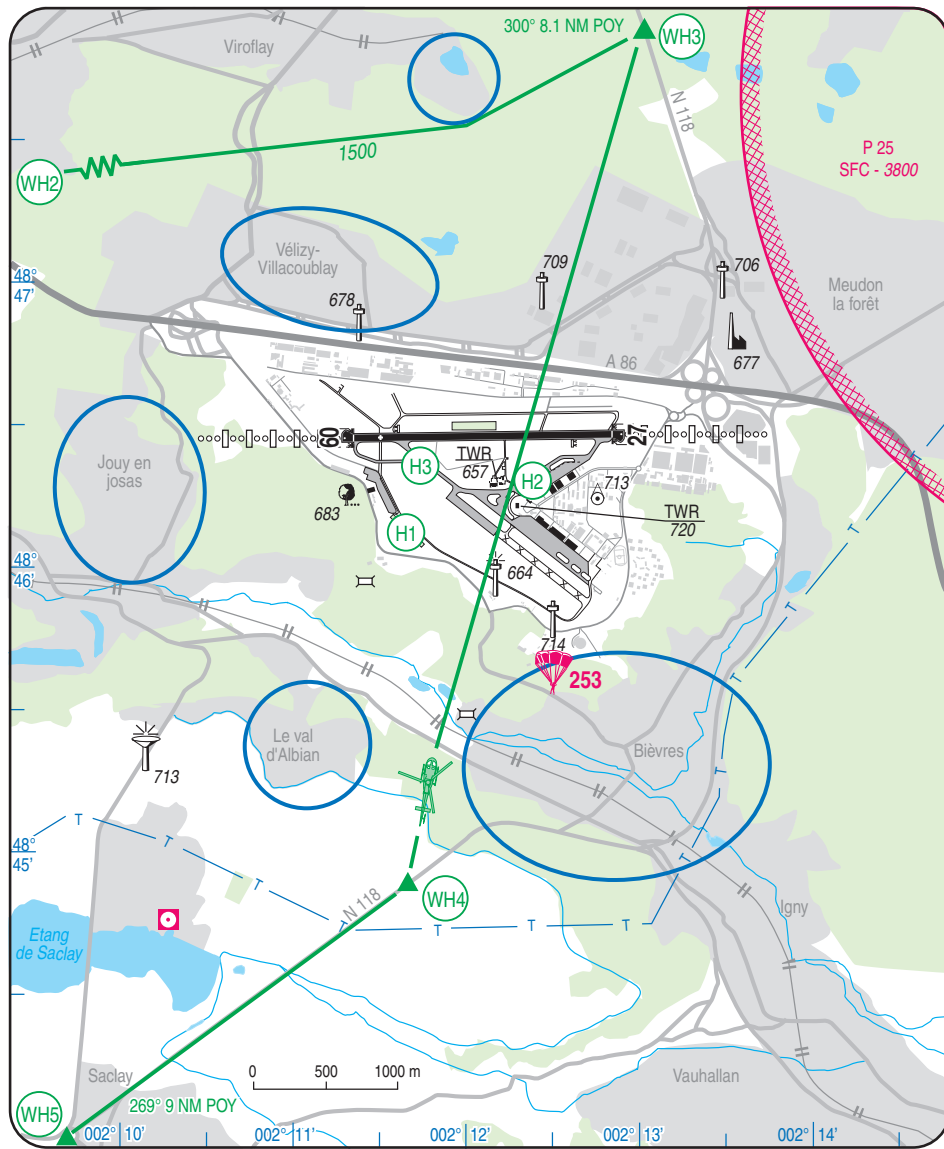 300° 8.1 NM POY
WH3
Viroflay
N 118
P 25
SFC - 3800
1500
WH2
Vélizy-
Villacoublay
709
706
48°
47'
678
Meudon
la forêt
677
A 86
09
27
TWR
657
H3
H2
713
Jouy en
josas
683
TWR
720
H1
48°
46'
664
714
253
Le val
d'Albian
Bièvres
713
T
T
T
48°
45'
T
T
T
WH4
N 118
T
T
T
T
Igny
Etang
de Saclay
Saclay
0 500 1000 m
Vauhallan
WH5
269° 9 NM POY
002° 10'
002° 11'
002° 12'
002° 13'
002° 14'